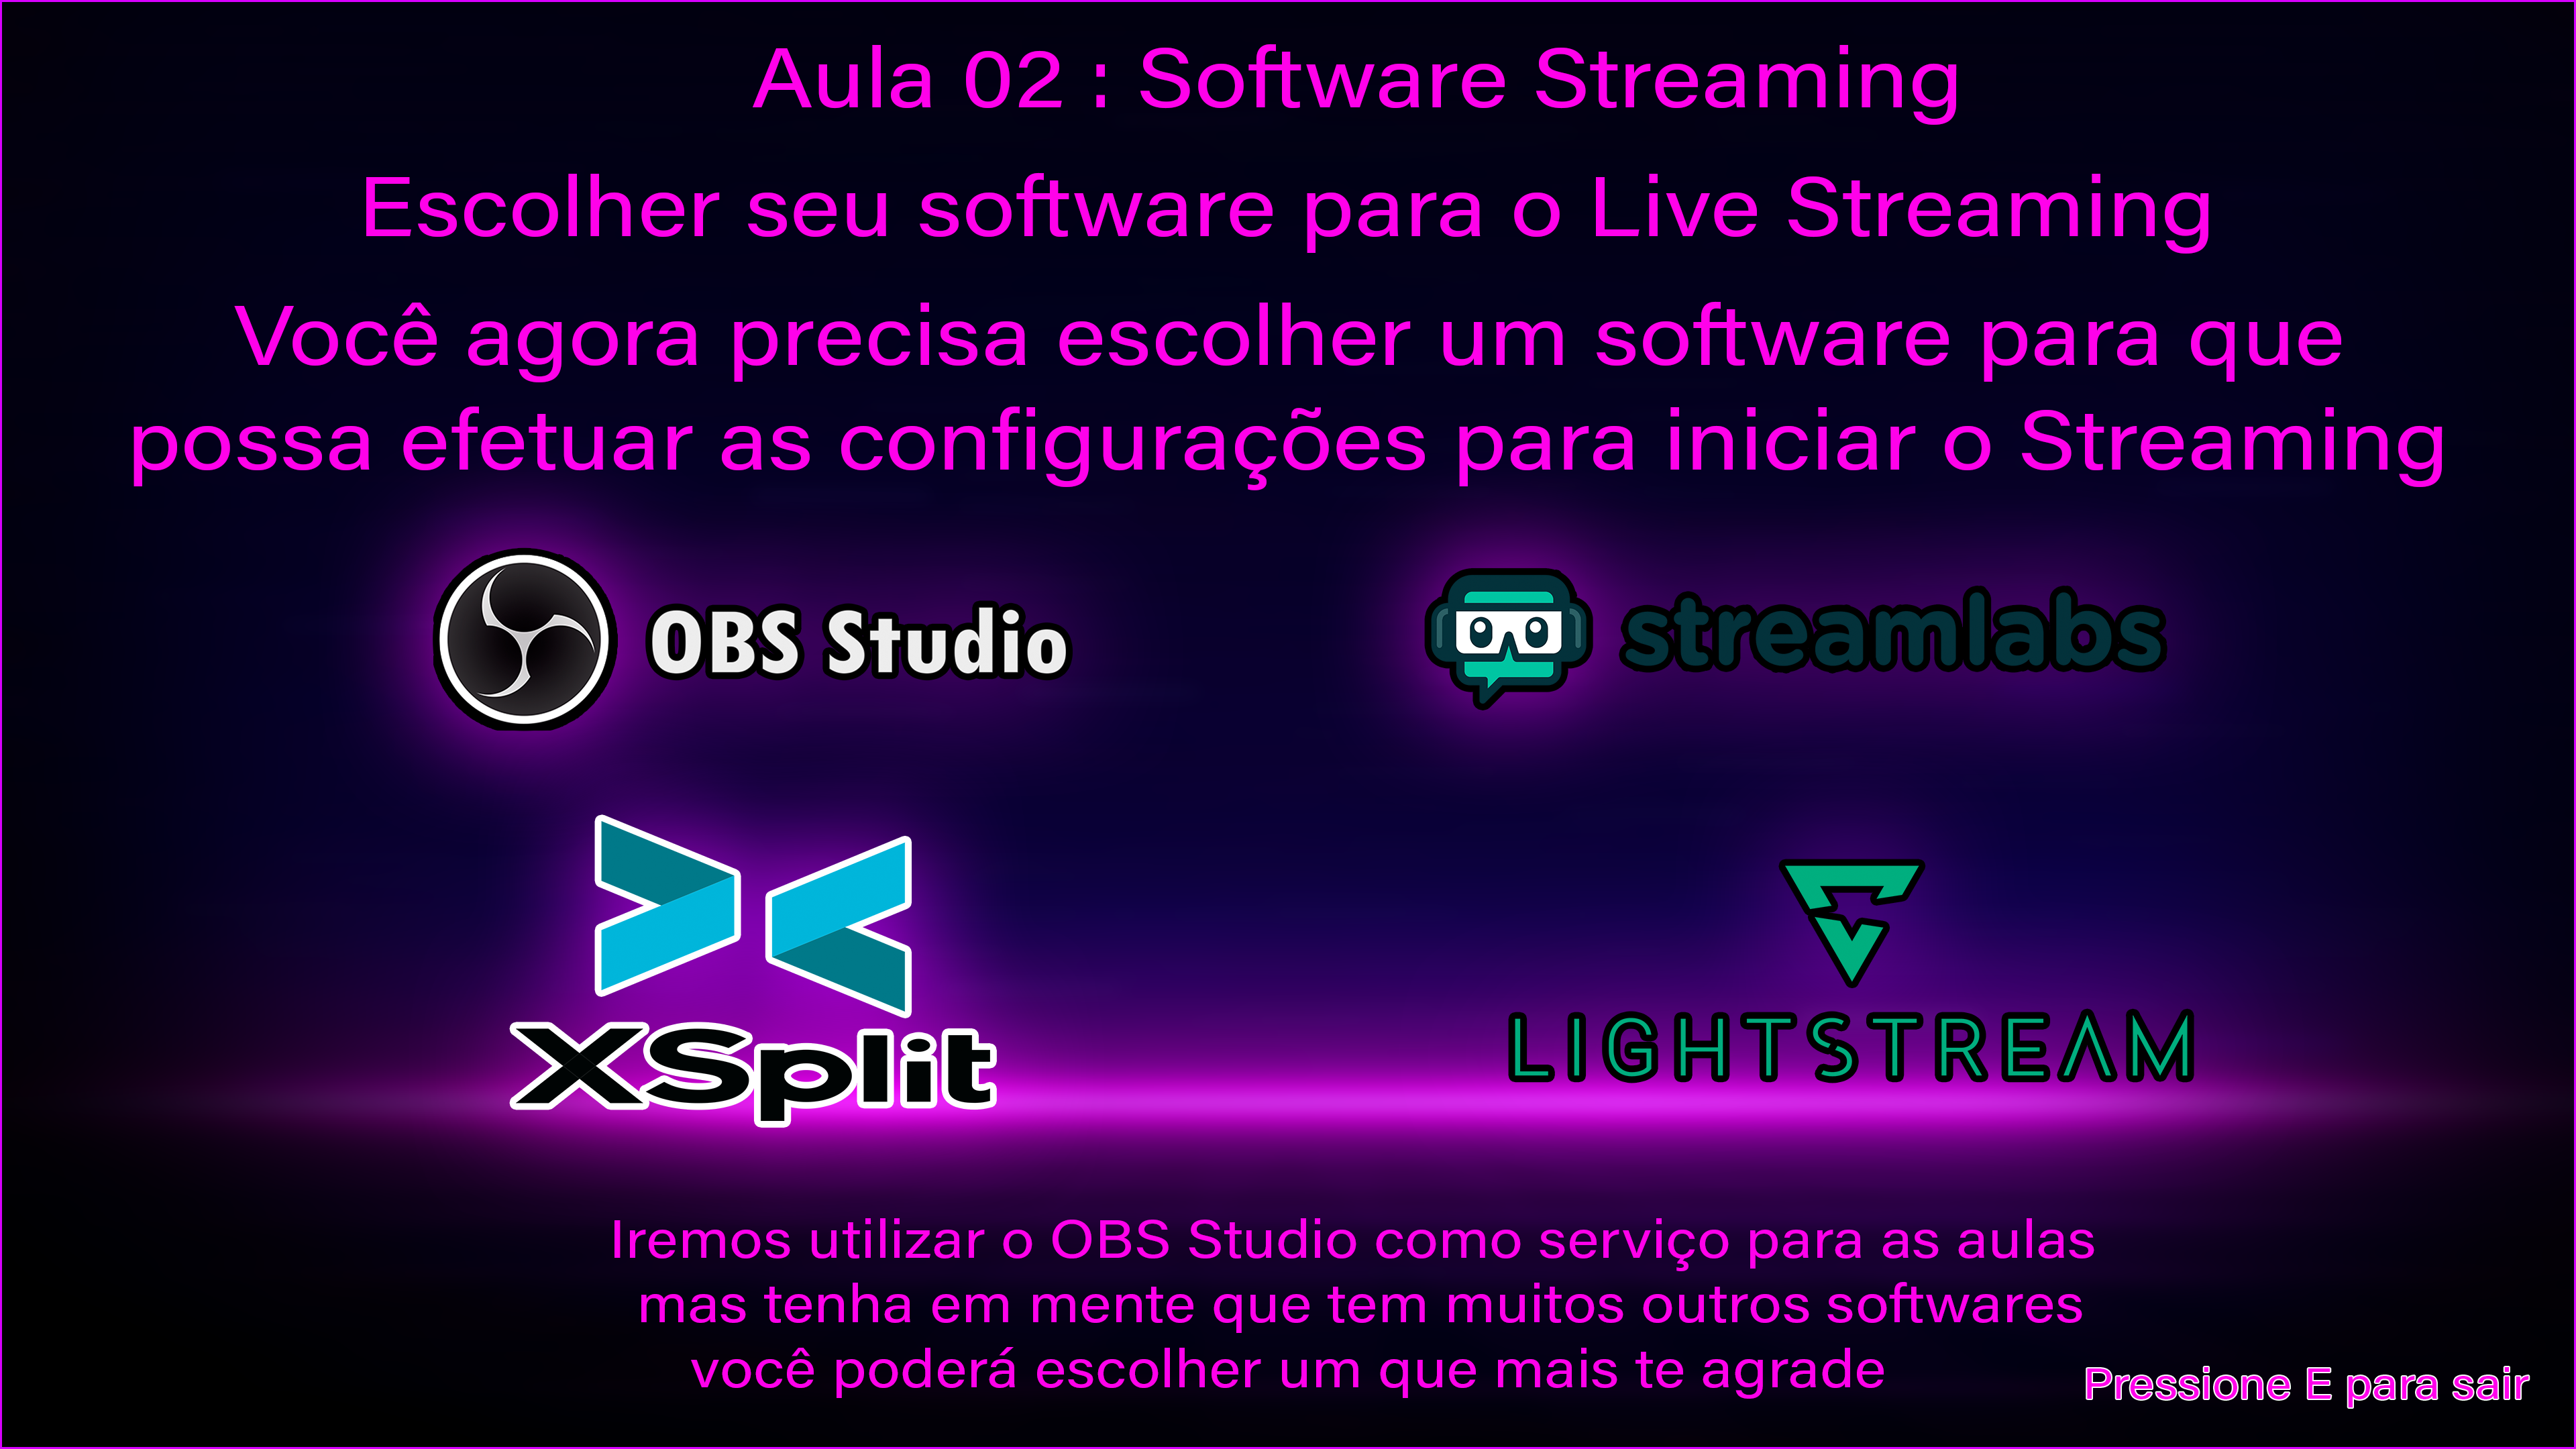 Aula 02 : Software Streaming
Escolher seu software para o Live Streaming
Você agora precisa escolher um software para que
possa efetuar as configurações para iniciar o Streaming
OBS Studio
streamlabs
XSplit
LIGHTSTREAM
Iremos utilizar o OBS Studio como serviço para as aulas
mas tenha em mente que tem muitos outros softwares
você poderá escolher um que mais te agrade
Pressione E para sair